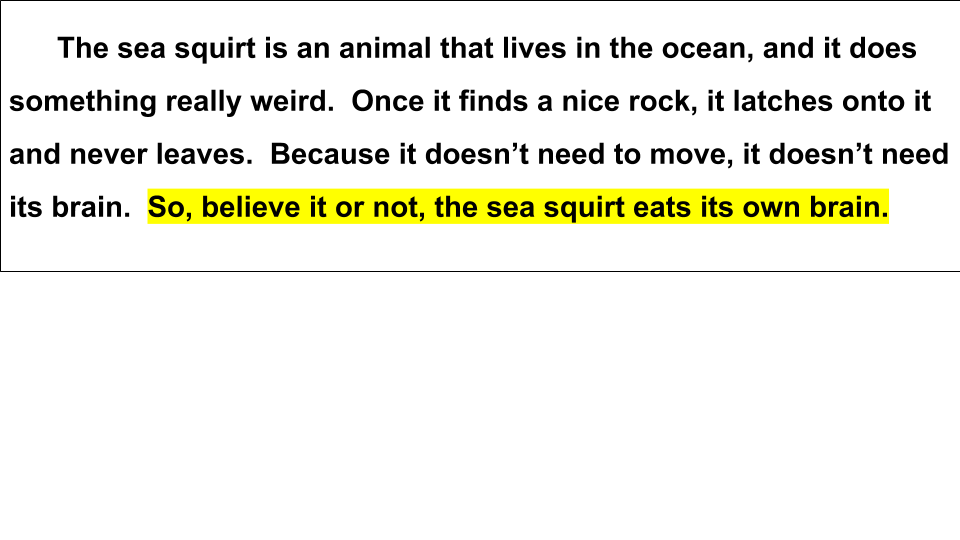 The sea squirt is an animal that lives in the ocean, and it does
something really weird.  Once it finds a nice rock, it latches onto it
and never leaves.  Because it doesn’t need to move, it doesn’t need
its brain.  So, believe it or not, the sea squirt eats its own brain.